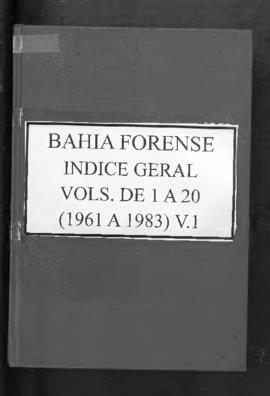 BAHIA FORENSE
INDICE GERAL
VOLS. DE 1 A 20
(1961 A 1983) V.1